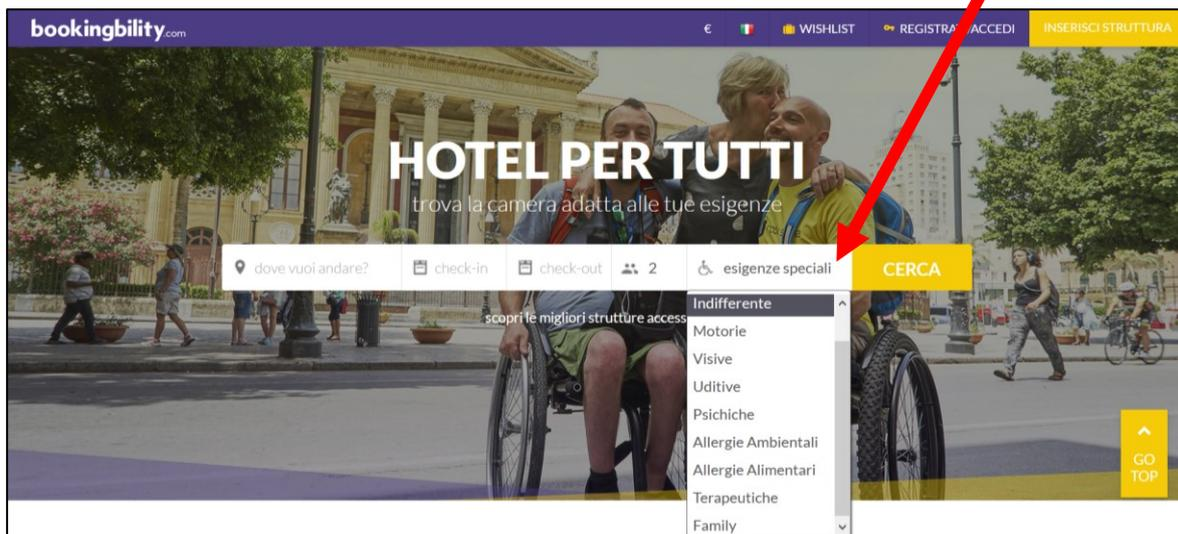 bookingbility.com
€ WISHLIST REGISTRATI/ACCEDI INSERISCI STRUTTURA
HOTEL PER TUTTI
trova la camera adatta alle tue esigenze
dove vuoi andare? check-in check-out 2 esigenze speciali CERCA
scopri le migliori strutture
Indifferente
Motorie
Visive
Uditive
Psichiche
Allergie Ambientali
Allergie Alimentari
Terapeutiche
Family
GO
TOP